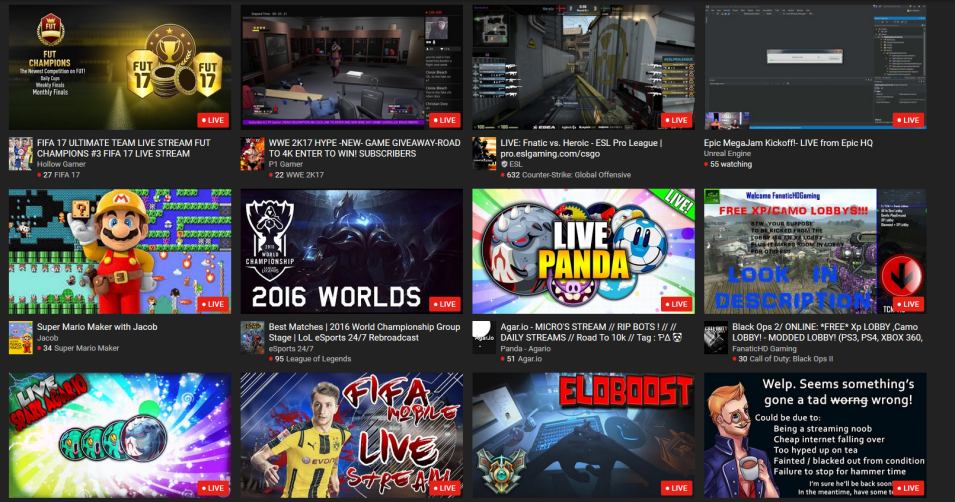 FUT
CHAMPIONS
The Newest Competition on FUT!
Daily Cups
Weekly Finals
Monthly Finals
FUT
17
FUT
17
LIVE
LIVE
LIVE
LIVE
FIFA 17 ULTIMATE TEAM LIVE STREAM FUT
CHAMPIONS #3 FIFA 17 LIVE STREAM
Hollow Gamer
27 FIFA 17
WWE 2K17 HYPE -NEW- GAME GIVEAWAY-ROAD
TO 4K ENTER TO WIN! SUBSCRIBERS
P1 Gamer
22 WWE 2K17
LIVE: Fnatic vs. Heroic - ESL Pro League |
pro.eslgaming.com/csgo
ESL
632 Counter-Strike: Global Offensive
Epic MegaJam Kickoff!- LIVE from Epic HQ
Unreal Engine
55 watching
LIVE
2016
WORLD
CHAMPIONSHIP
2016 WORLDS
LIVE
LIVE!
LIVE
PANDA
LIVE
Welcome FanaticHDGaming
FREE XP/CAMO LOBBYS!!!
LOOK IN
DESCRIPTION
LIVE
Super Mario Maker with Jacob
Jacob
34 Super Mario Maker
Best Matches | 2016 World Championship Group
Stage | LoL eSports 24/7 Rebroadcast
eSports 24/7
95 League of Legends
Agar.io - MICRO'S STREAM // RIP BOTS ! // //
DAILY STREAMS // Road To 10k // Tag : ᑭᐃ 🐼
Panda - Agario
51 Agar.io
Black Ops 2/ ONLINE: *FREE* Xp LOBBY ,Camo
LOBBY! - MODDED LOBBY! (PS3, PS4, XBOX 360,
FanaticHD Gaming
30 Call of Duty: Black Ops II
LIVE
AGARIO
LIVE
FIFA
MOBILE
LIVE
STREAM
LIVE
ELOBOOST
LIVE
Welp. Seems something's
gone a tad worng wrong!
Could be due to:
Being a streaming noob
Cheap internet falling over
Too hyped up on tea
Fainted / blacked out from condition
Failure to stop for hammer time
I'm sure he'll be back soon
In the meantime, have some
LIVE